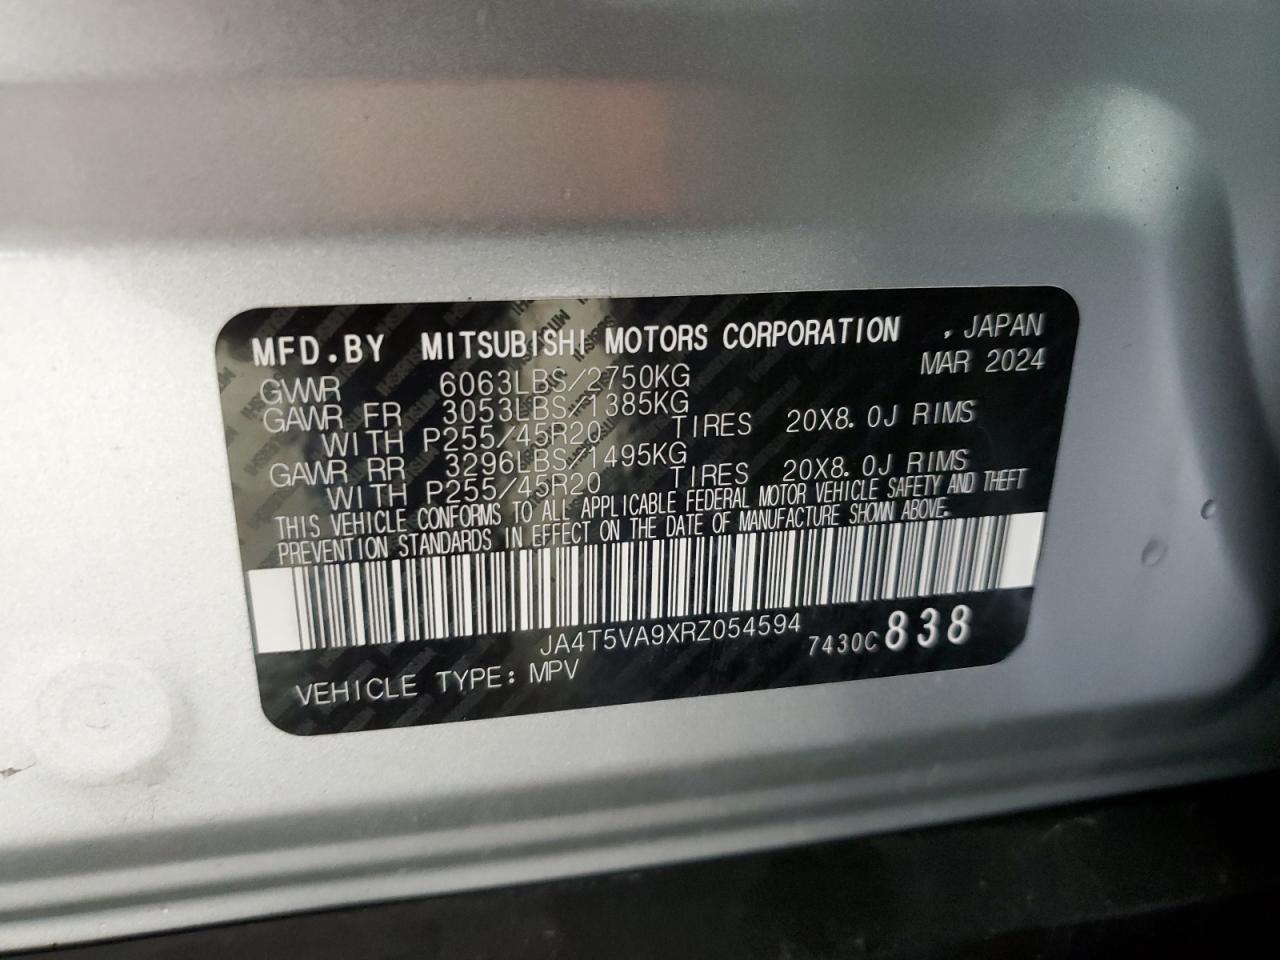 MFD.BY MITSUBISHI MOTORS CORPORATION , JAPAN
MAR 2024
GVWR 6063LBS/2750KG
GAWR FR 3053LBS/1385KG
WITH P255/45R20 TIRES 20X8.0J RIMS
GAWR RR 3296LBS/1495KG
WITH P255/45R20 TIRES 20X8.0J RIMS
THIS VEHICLE CONFORMS TO ALL APPLICABLE FEDERAL MOTOR VEHICLE SAFETY AND THEFT
PREVENTION STANDARDS IN EFFECT ON THE DATE OF MANUFACTURE SHOWN ABOVE.
JA4T5VA9XRZ054594 7430C 838
VEHICLE TYPE: MPV